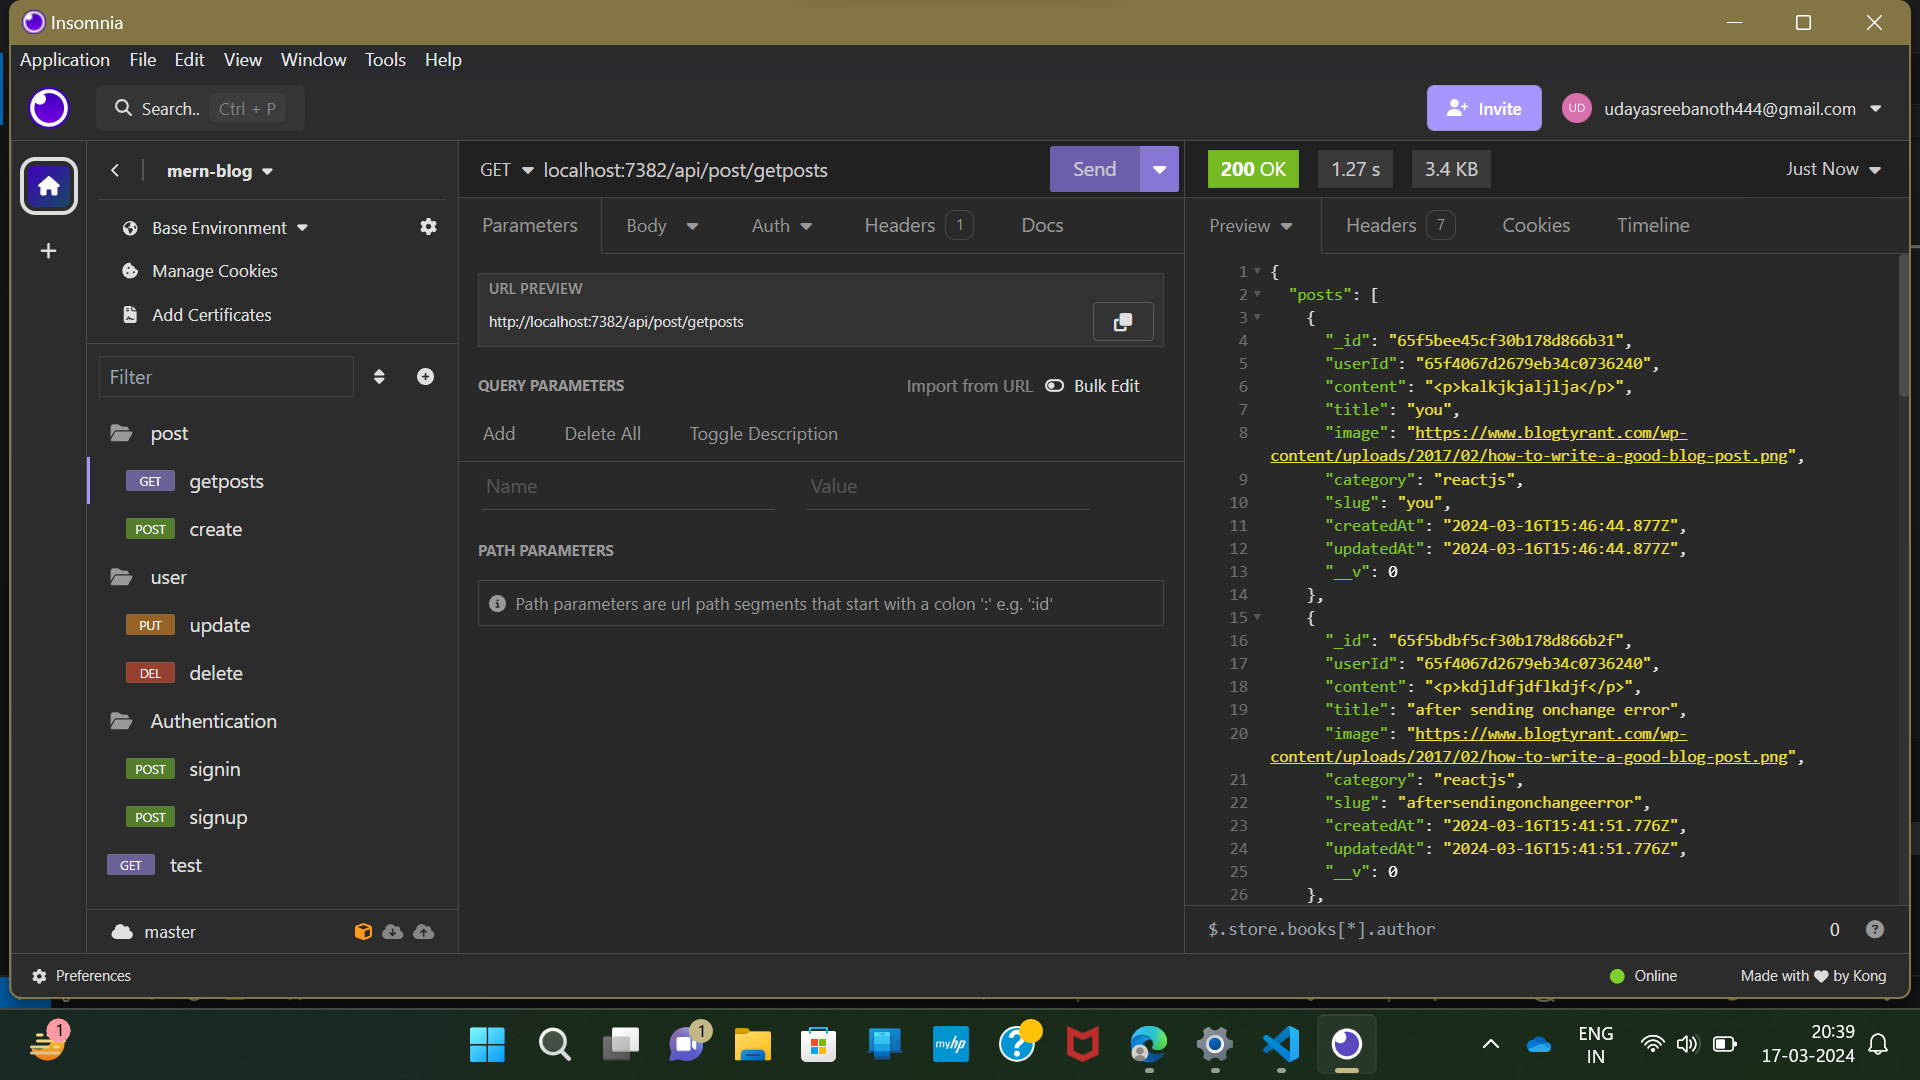 Insomnia
Application File Edit View Window Tools Help
Search.. Ctrl + P
Invite
UD
udayasreebanoth444@gmail.com
mern-blog
Base Environment
Manage Cookies
Add Certificates
Filter
post
GET getposts
POST create
user
PUT update
DEL delete
Authentication
POST signin
POST signup
GET test
master
GET localhost:7382/api/post/getposts
Send
Parameters Body Auth Headers 1 Docs
URL PREVIEW
http://localhost:7382/api/post/getposts
QUERY PARAMETERS Import from URL Bulk Edit
Add Delete All Toggle Description
Name Value
PATH PARAMETERS
Path parameters are url path segments that start with a colon ':' e.g. ':id'
200 OK 1.27 s 3.4 KB Just Now
Preview Headers 7 Cookies Timeline
1 {
2 "posts": [
3 {
4 "_id": "65f5bee45cf30b178d866b31",
5 "userId": "65f4067d2679eb34c0736240",
6 "content": "<p>kalkjkjaljlja</p>",
7 "title": "you",
8 "image": "https://www.blogtyrant.com/wp-
content/uploads/2017/02/how-to-write-a-good-blog-post.png",
9 "category": "reactjs",
10 "slug": "you",
11 "createdAt": "2024-03-16T15:46:44.877Z",
12 "updatedAt": "2024-03-16T15:46:44.877Z",
13 "__v": 0
14 },
15 {
16 "_id": "65f5bdbf5cf30b178d866b2f",
17 "userId": "65f4067d2679eb34c0736240",
18 "content": "<p>kdjldfjdflkdjf</p>",
19 "title": "after sending onchange error",
20 "image": "https://www.blogtyrant.com/wp-
content/uploads/2017/02/how-to-write-a-good-blog-post.png",
21 "category": "reactjs",
22 "slug": "aftersendingonchangeerror",
23 "createdAt": "2024-03-16T15:41:51.776Z",
24 "updatedAt": "2024-03-16T15:41:51.776Z",
25 "__v": 0
26 },
$.store.books[*].author 0
Preferences
Online
Made with ❤ by Kong
1
1
myhp
ENG
IN
20:39
17-03-2024